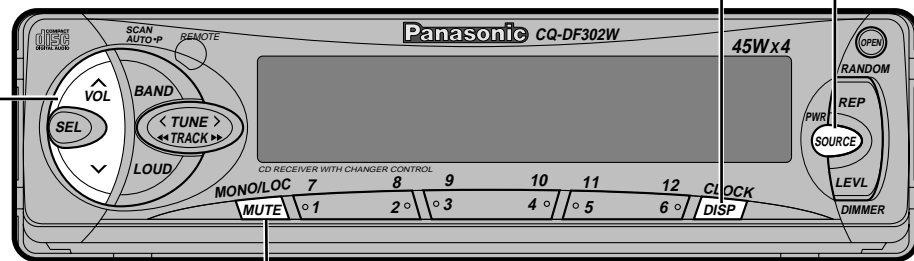 COMPACT
disc
DIGITAL AUDIO
SCAN
AUTO•P
REMOTE
Panasonic CQ-DF302W
45Wx4
OPEN
RANDOM
VOL
BAND
SEL
< TUNE >
◀◀ TRACK ▶▶
LOUD
REP
PWR
SOURCE
LEVL
DIMMER
CD RECEIVER WITH CHANGER CONTROL
MONO/LOC 7 8 9 10 11 12 CLOCK
MUTE 1 2 3 4 5 6 DISP